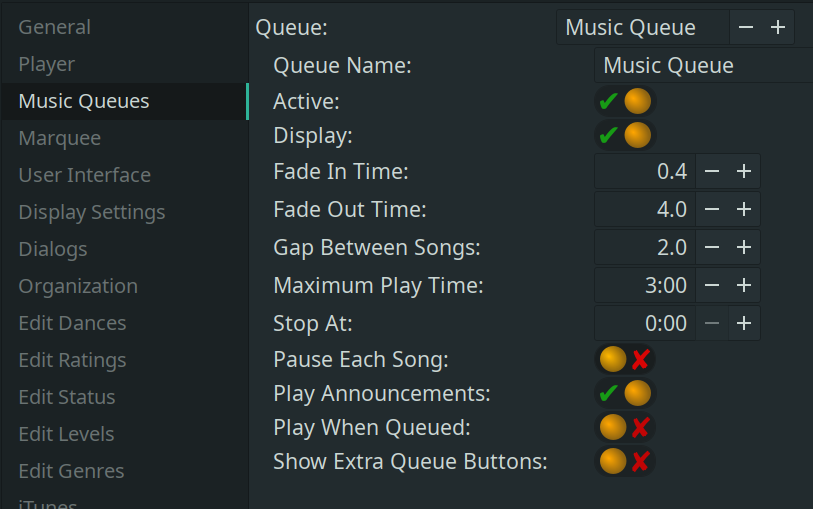 General
Player
Music Queues
Marquee
User Interface
Display Settings
Dialogs
Organization
Edit Dances
Edit Ratings
Edit Status
Edit Levels
Edit Genres
iTunes
Queue: Music Queue
Queue Name: Music Queue
Active:
Display:
Fade In Time: 0.4
Fade Out Time: 4.0
Gap Between Songs: 2.0
Maximum Play Time: 3:00
Stop At: 0:00
Pause Each Song:
Play Announcements:
Play When Queued:
Show Extra Queue Buttons: